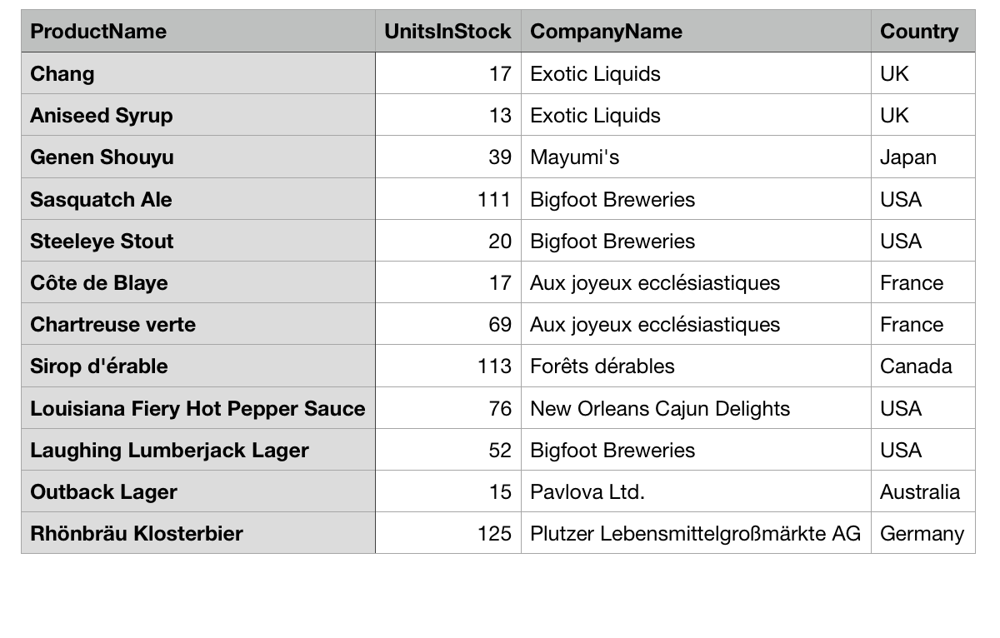 ProductName UnitsInStock CompanyName Country
Chang 17 Exotic Liquids UK
Aniseed Syrup 13 Exotic Liquids UK
Genen Shouyu 39 Mayumi's Japan
Sasquatch Ale 111 Bigfoot Breweries USA
Steeleye Stout 20 Bigfoot Breweries USA
Côte de Blaye 17 Aux joyeux ecclésiastiques France
Chartreuse verte 69 Aux joyeux ecclésiastiques France
Sirop d'érable 113 Forêts dérables Canada
Louisiana Fiery Hot Pepper Sauce 76 New Orleans Cajun Delights USA
Laughing Lumberjack Lager 52 Bigfoot Breweries USA
Outback Lager 15 Pavlova Ltd. Australia
Rhönbräu Klosterbier 125 Plutzer Lebensmittelgroßmärkte AG Germany